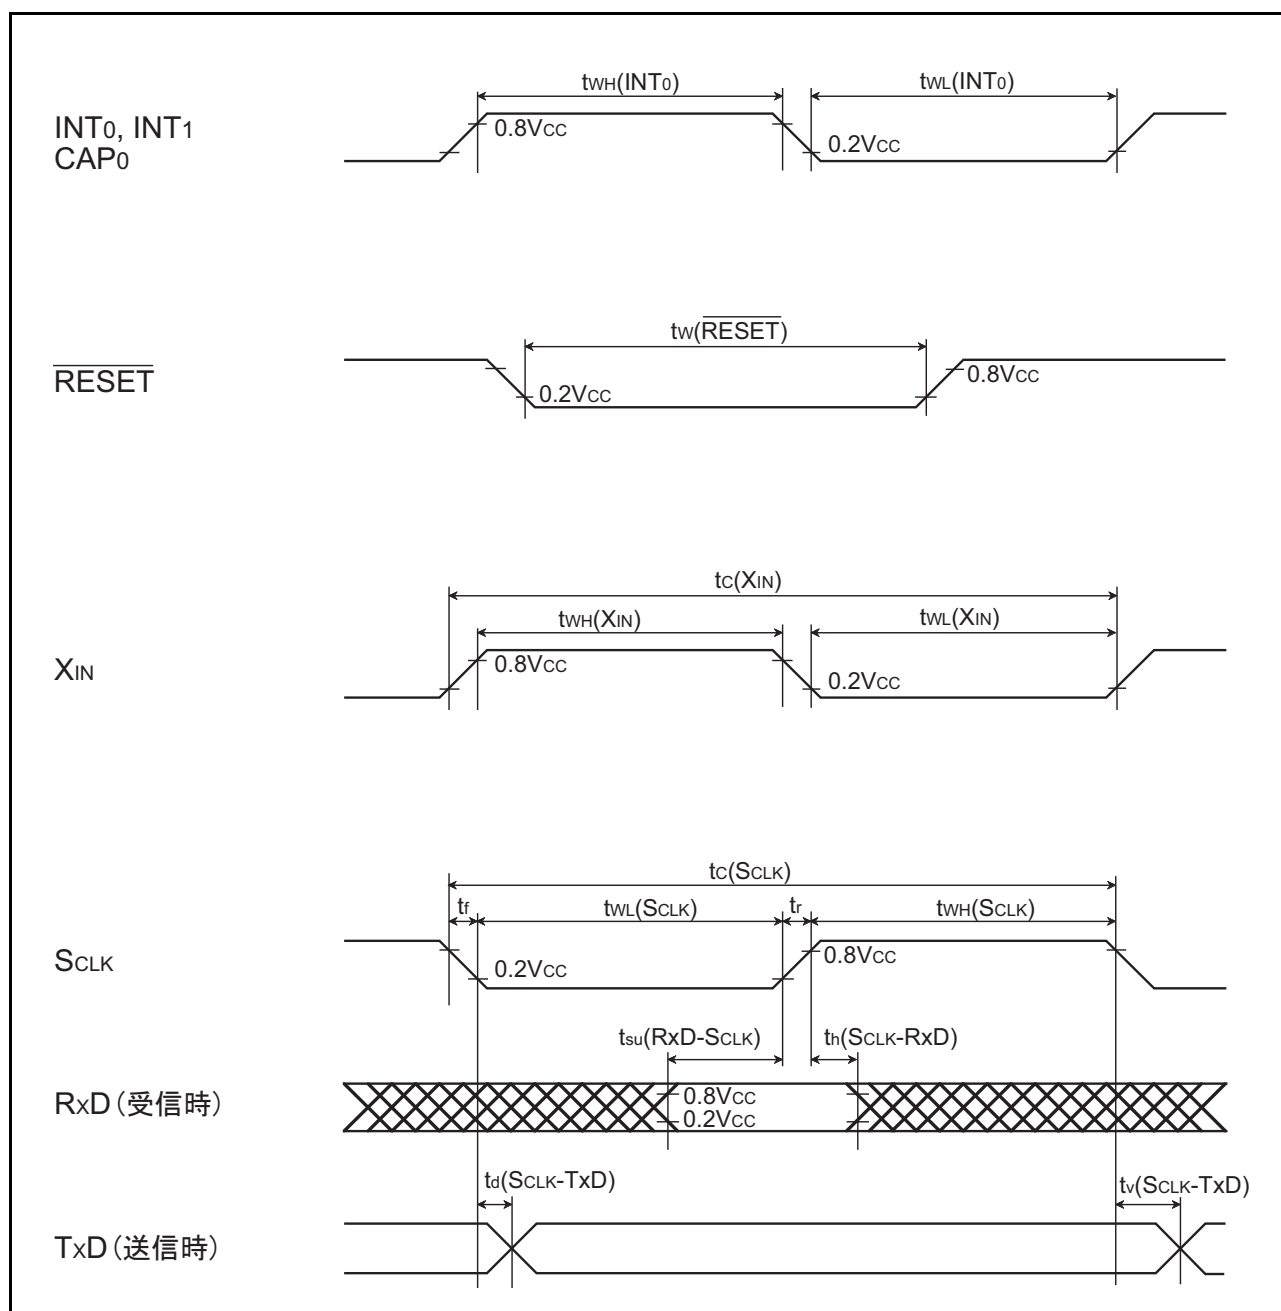 tWH(INT0) tWL(INT0)
INT0, INT1
CAP0
0.8VCC
0.2VCC
tW(RESET)
RESET
0.2VCC
0.8VCC
tC(XIN)
tWH(XIN) tWL(XIN)
XIN
0.8VCC
0.2VCC
tC(SCLK)
tf tWL(SCLK) tr tWH(SCLK)
SCLK
0.2VCC
0.8VCC
tsu(RxD-SCLK) th(SCLK-RxD)
RXD（受信時）
0.8VCC
0.2VCC
td(SCLK-TxD) tv(SCLK-TxD)
TXD（送信時）